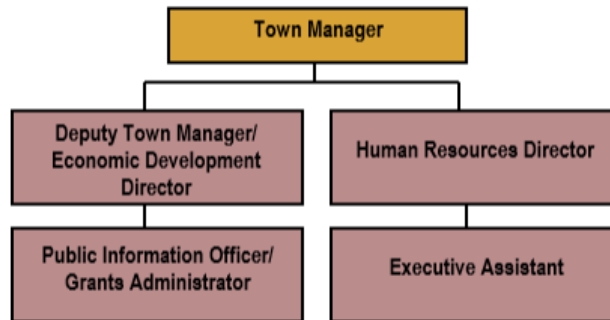 Town Manager
Deputy Town Manager/
Economic Development
Director
Human Resources Director
Public Information Officer/
Grants Administrator
Executive Assistant